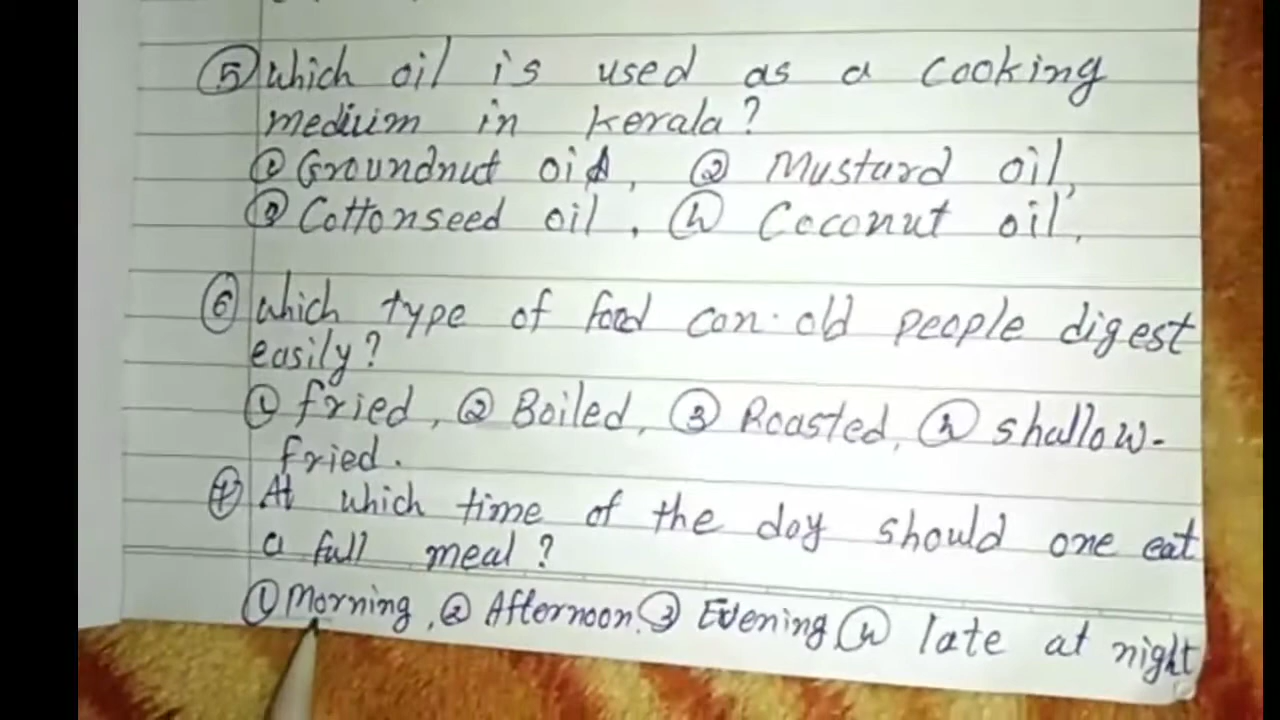 ⑤ Which oil is used as a cooking
medium in kerala?
① Groundnut oil, ② Mustard oil,
③ Cottonseed oil, ④ Coconut oil.
⑥ Which type of food can old people digest
easily?
① fried, ② Boiled, ③ Roasted, ④ shallow-
fried.
⑦ At which time of the day should one eat
a full meal?
① Morning, ② Afternoon, ③ Evening ④ late at night